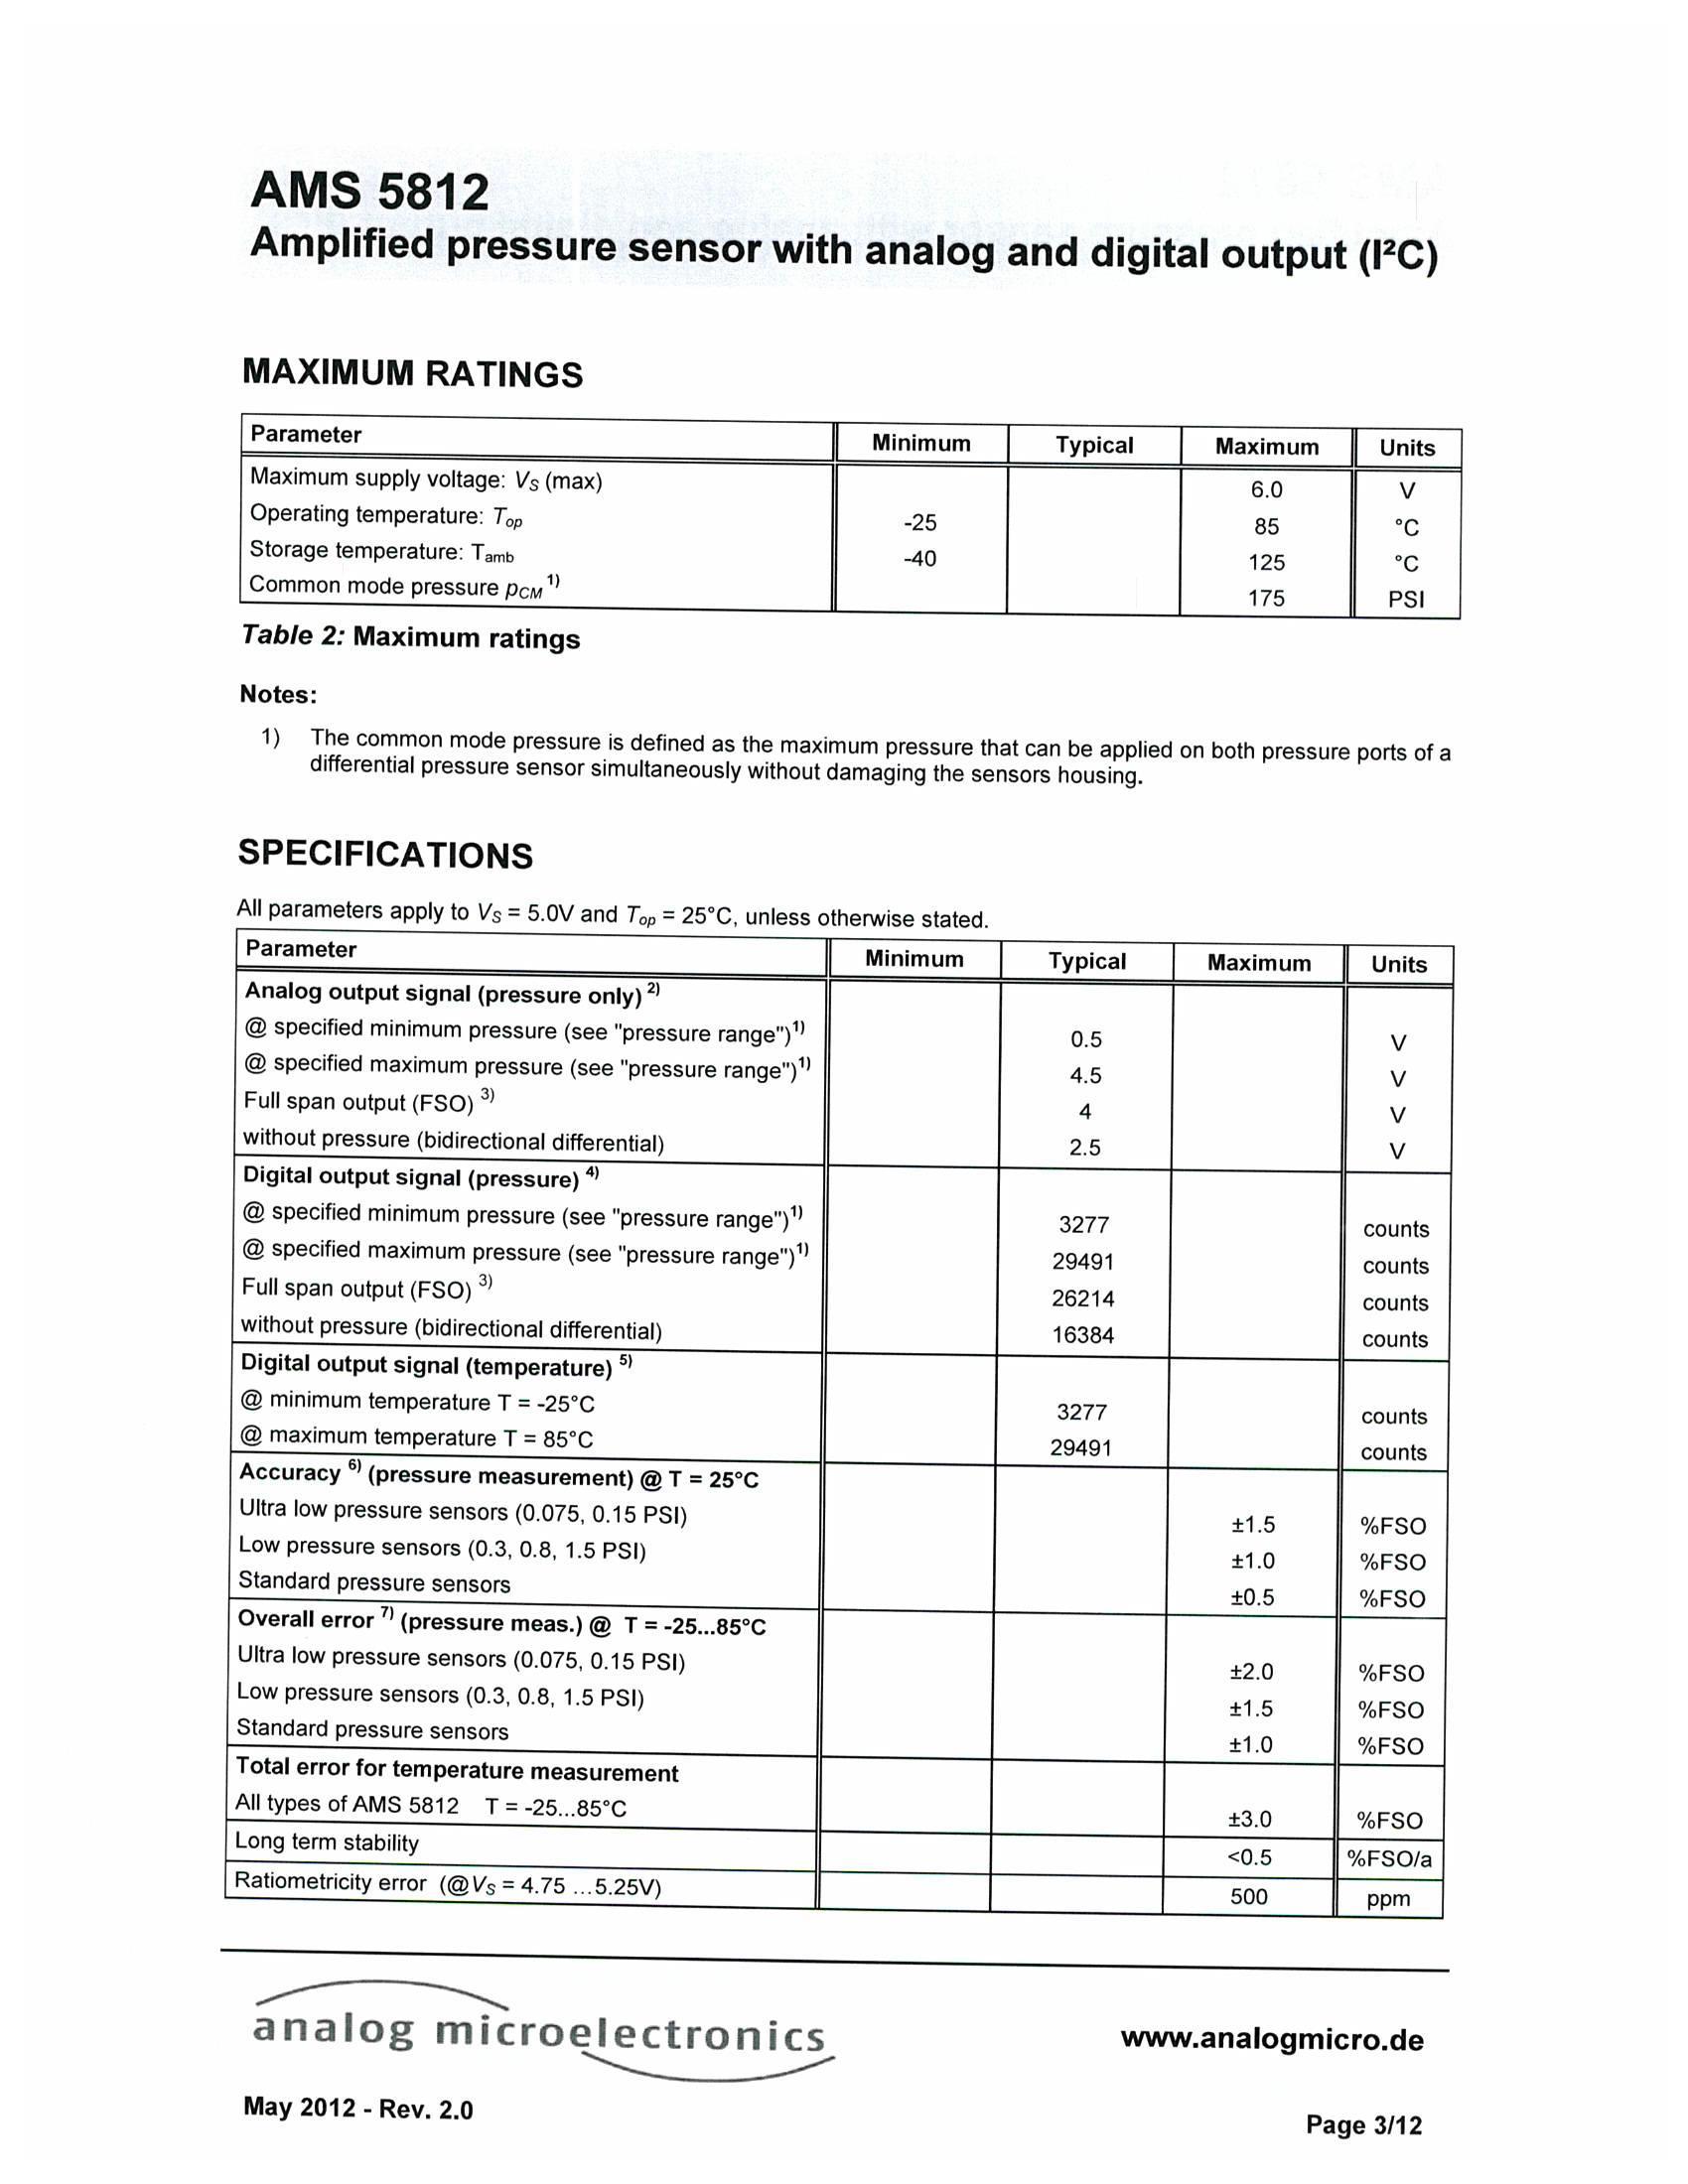 AMS 5812
Amplified pressure sensor with analog and digital output (I²C)
MAXIMUM RATINGS
Parameter Minimum Typical Maximum Units
Maximum supply voltage: VS (max) 6.0 V
Operating temperature: Top -25 85 °C
Storage temperature: Tamb -40 125 °C
Common mode pressure pCM 1) 175 PSI
Table 2: Maximum ratings
Notes:
1) The common mode pressure is defined as the maximum pressure that can be applied on both pressure ports of a
differential pressure sensor simultaneously without damaging the sensors housing.
SPECIFICATIONS
All parameters apply to VS = 5.0V and Top = 25°C, unless otherwise stated.
Parameter Minimum Typical Maximum Units
Analog output signal (pressure only) 2)
@ specified minimum pressure (see "pressure range")1) 0.5 V
@ specified maximum pressure (see "pressure range")1) 4.5 V
Full span output (FSO) 3) 4 V
without pressure (bidirectional differential) 2.5 V
Digital output signal (pressure) 4)
@ specified minimum pressure (see "pressure range")1) 3277 counts
@ specified maximum pressure (see "pressure range")1) 29491 counts
Full span output (FSO) 3) 26214 counts
without pressure (bidirectional differential) 16384 counts
Digital output signal (temperature) 5)
@ minimum temperature T = -25°C 3277 counts
@ maximum temperature T = 85°C 29491 counts
Accuracy 6) (pressure measurement) @ T = 25°C
Ultra low pressure sensors (0.075, 0.15 PSI) ±1.5 %FSO
Low pressure sensors (0.3, 0.8, 1.5 PSI) ±1.0 %FSO
Standard pressure sensors ±0.5 %FSO
Overall error 7) (pressure meas.) @ T = -25...85°C
Ultra low pressure sensors (0.075, 0.15 PSI) ±2.0 %FSO
Low pressure sensors (0.3, 0.8, 1.5 PSI) ±1.5 %FSO
Standard pressure sensors ±1.0 %FSO
Total error for temperature measurement
All types of AMS 5812 T = -25...85°C ±3.0 %FSO
Long term stability <0.5 %FSO/a
Ratiometricity error (@VS = 4.75 ...5.25V) 500 ppm
analog microelectronics
www.analogmicro.de
May 2012 - Rev. 2.0
Page 3/12